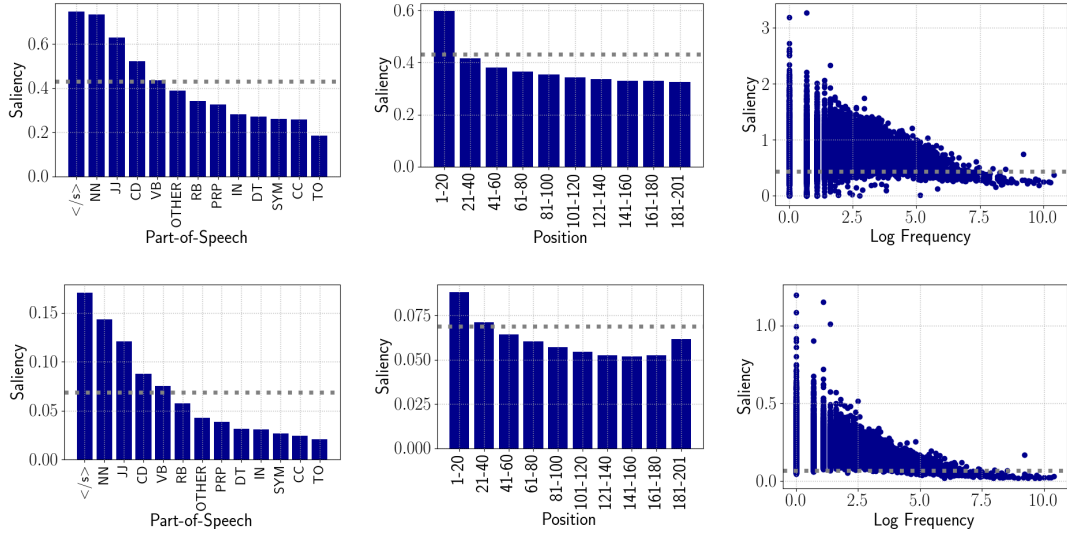 Saliency
0.6
0.4
0.2
0.0
</s>
NN
JJ
CD
VB
OTHER
RB
PRP
IN
DT
SYM
CC
TO
Part-of-Speech
Saliency
0.6
0.4
0.2
0.0
1-20
21-40
41-60
61-80
81-100
101-120
121-140
141-160
161-180
181-201
Position
Saliency
3
2
1
0
0.0
2.5
5.0
7.5
10.0
Log Frequency
Saliency
0.15
0.10
0.05
0.00
</s>
NN
JJ
CD
VB
RB
OTHER
PRP
DT
IN
SYM
CC
TO
Part-of-Speech
Saliency
0.075
0.050
0.025
0.000
1-20
21-40
41-60
61-80
81-100
101-120
121-140
141-160
161-180
181-201
Position
Saliency
1.0
0.5
0.0
0.0
2.5
5.0
7.5
10.0
Log Frequency